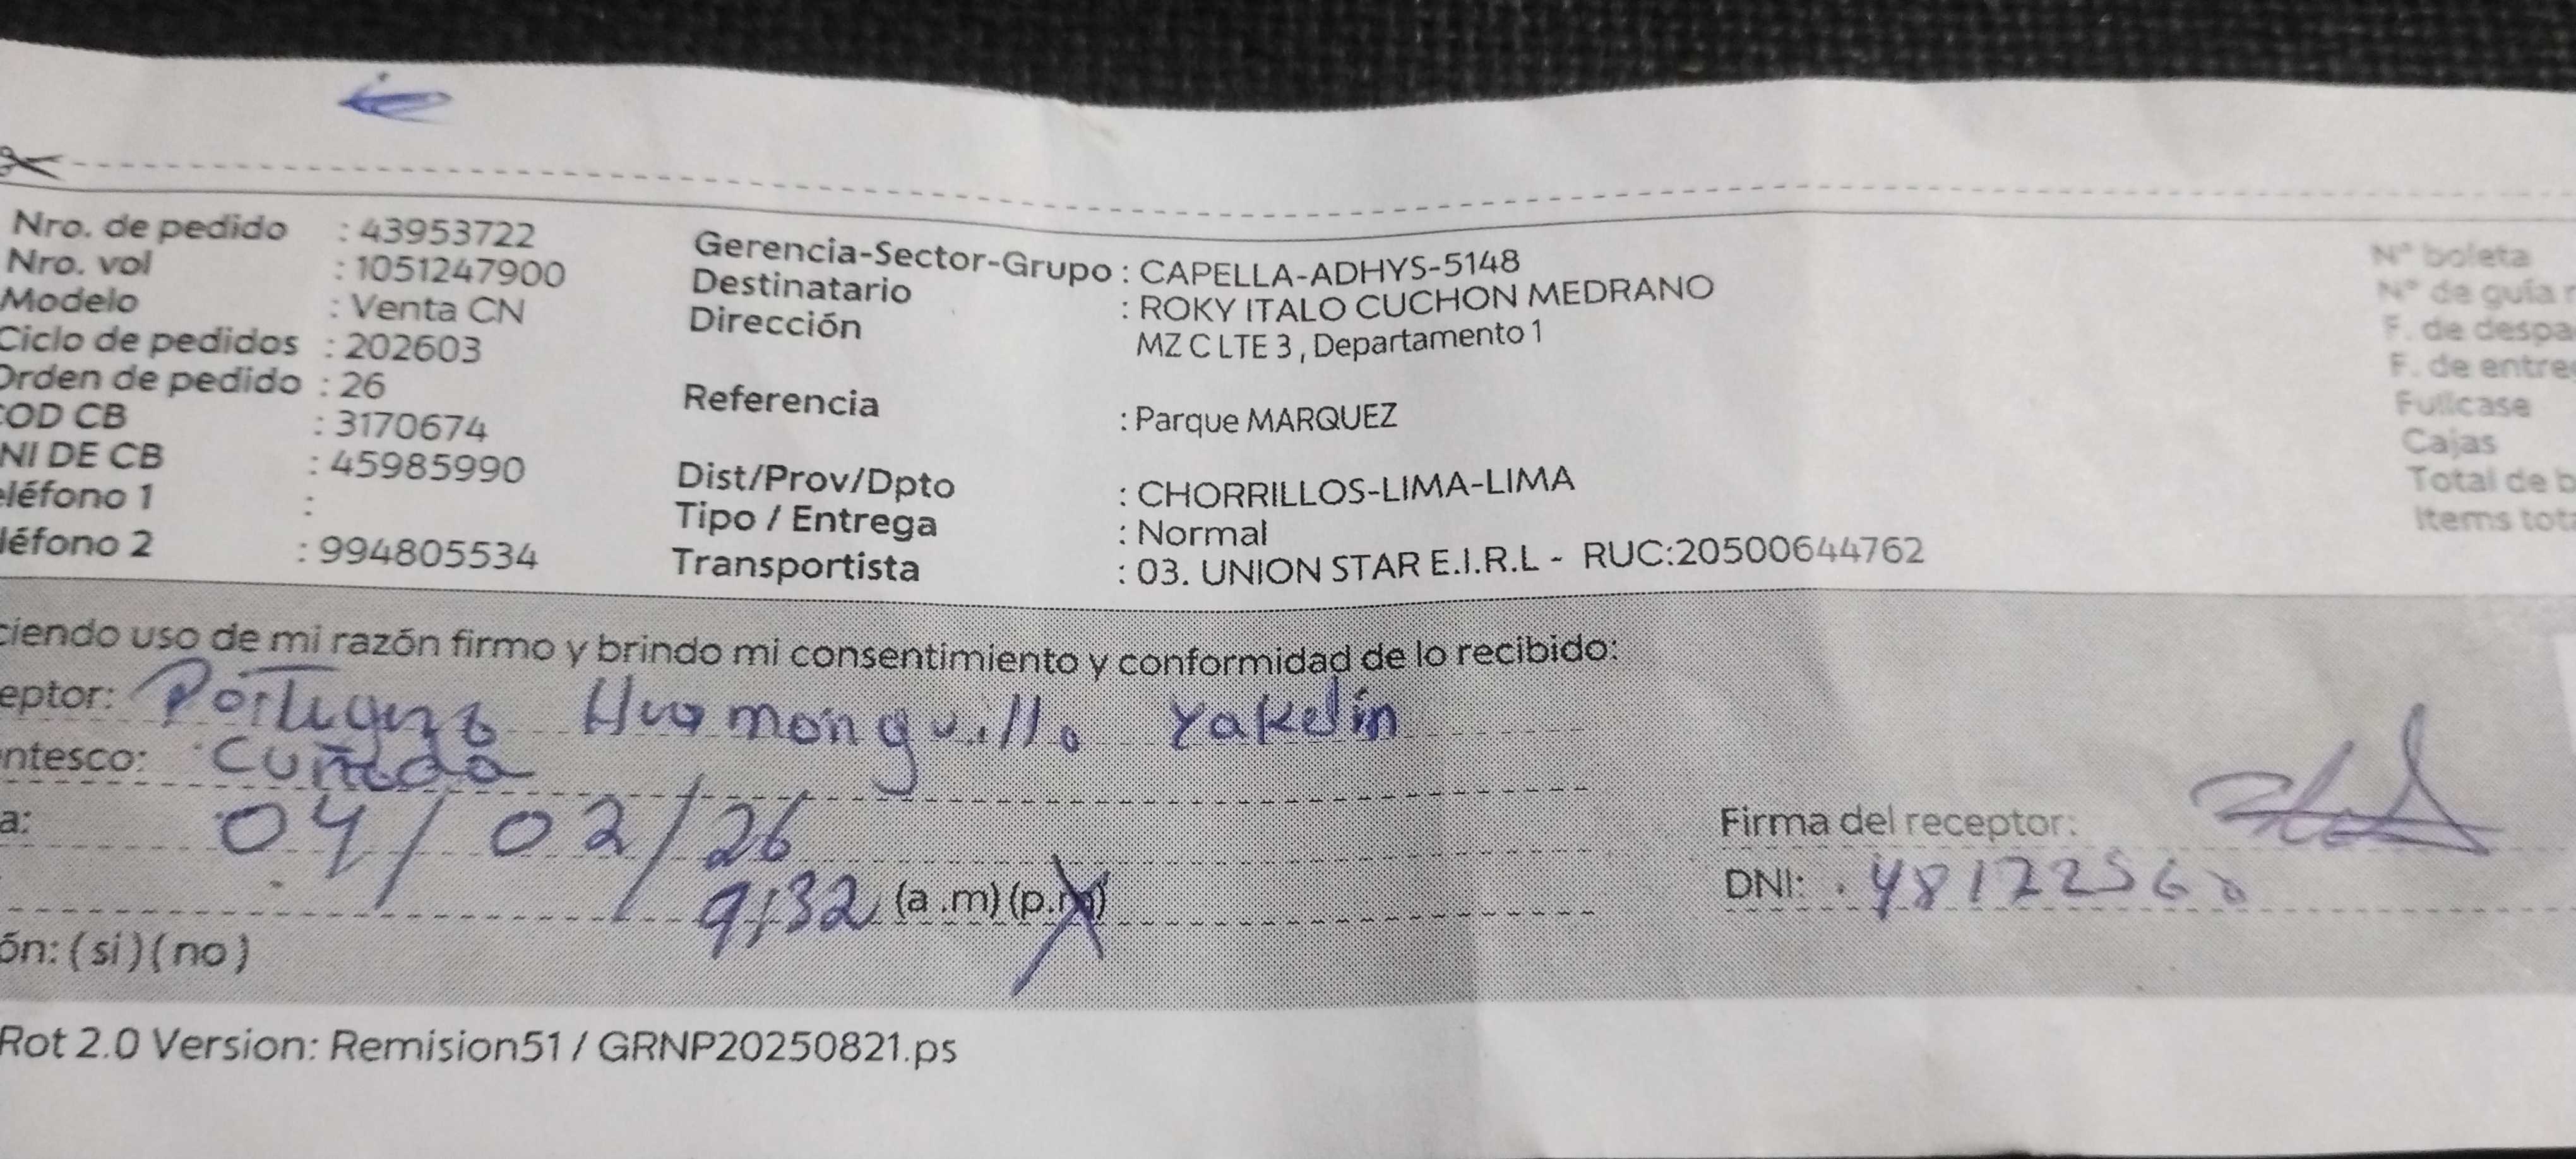 Nro. de pedido : 43953722
Nro. vol : 1051247900
Modelo : Venta CN
Ciclo de pedidos : 202603
Orden de pedido : 26
COD CB : 3170674
NI DE CB : 45985990
eléfono 1 :
léfono 2 : 994805534
Gerencia-Sector-Grupo : CAPELLA-ADHYS-5148
Destinatario : ROKY ITALO CUCHON MEDRANO
Dirección MZ C LTE 3 , Departamento 1
Referencia : Parque MARQUEZ
Dist/Prov/Dpto : CHORRILLOS-LIMA-LIMA
Tipo / Entrega : Normal
Transportista : 03. UNION STAR E.I.R.L - RUC:20500644762
N° boleta
N° de guía r
F. de despa
F. de entre
Fullcase
Cajas
Total de b
Items tot
ciendo uso de mi razón firmo y brindo mi consentimiento y conformidad de lo recibido:
eptor: Huamanguilla Yakelin
ntesco: Cuñada
a: 04/02/26
9:32 (a .m) (p.m)
ón: ( si ) ( no )
Firma del receptor:
DNI:
Rot 2.0 Version: Remision51 / GRNP20250821.ps